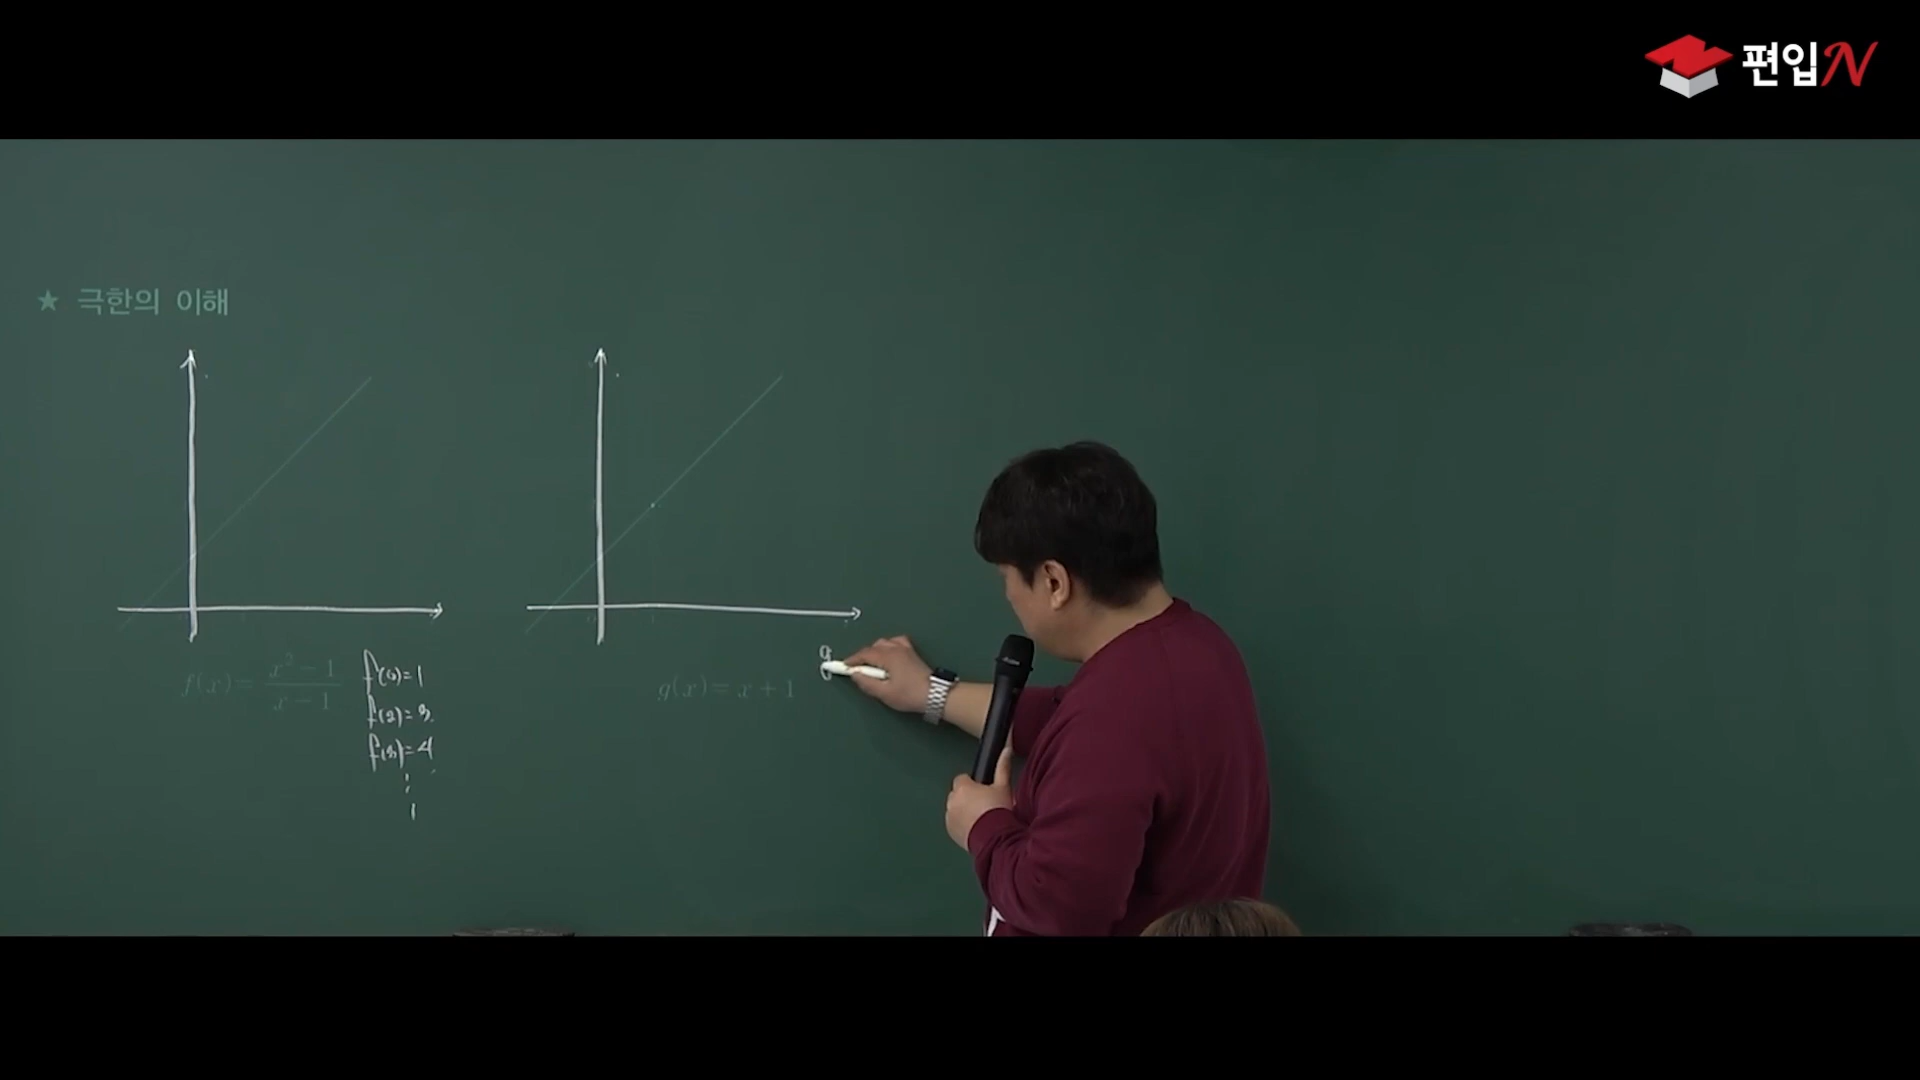 편입N
★ 극한의 이해
f(x)= x²-1 / x-1
f(0)=1
f(2)=3
f(3)=4
g(x)=x+1
g